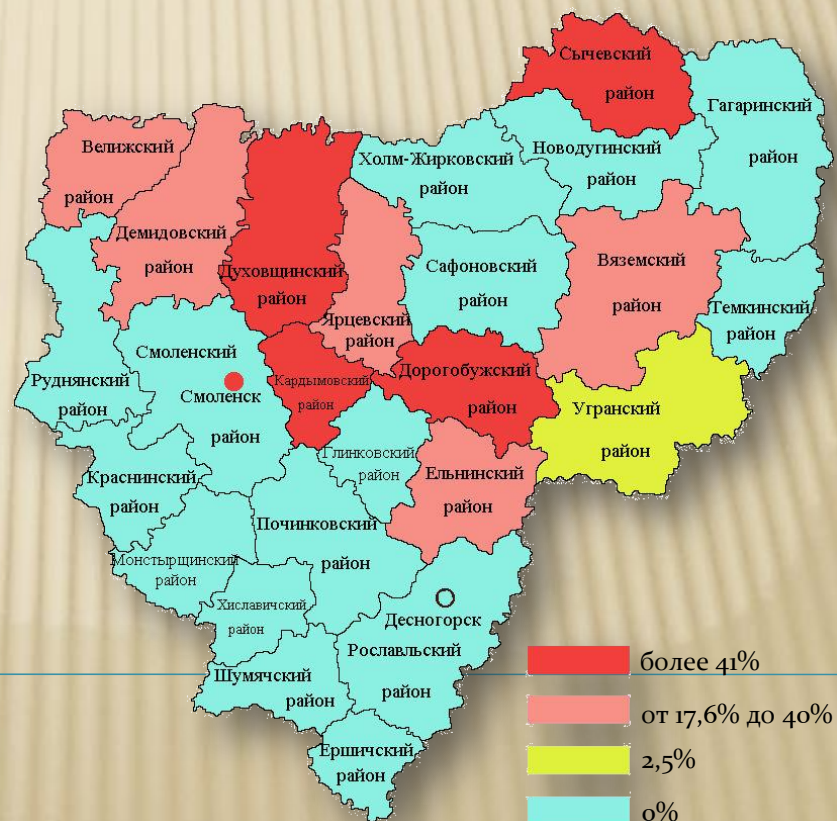 Сычевский
район
Гагаринский
район
Велижский
район
Холм-Жирковский
район
Новодугинский
район
Демидовский
район
Духовщинский
район
Сафоновский
район
Вяземский
район
Ярцевский
район
Темкинский
район
Смоленский
Смоленск
район
Руднянский
район
Кардымовский
район
Дорогобужский
район
Угранский
район
Глинковский
район
Ельнинский
район
Краснинский
район
Починковский
район
Монстырщинский
район
Хиславичский
район
Десногорск
Рославльский
район
Шумячский
район
Ершичский
район
более 41%
от 17,6% до 40%
2,5%
0%